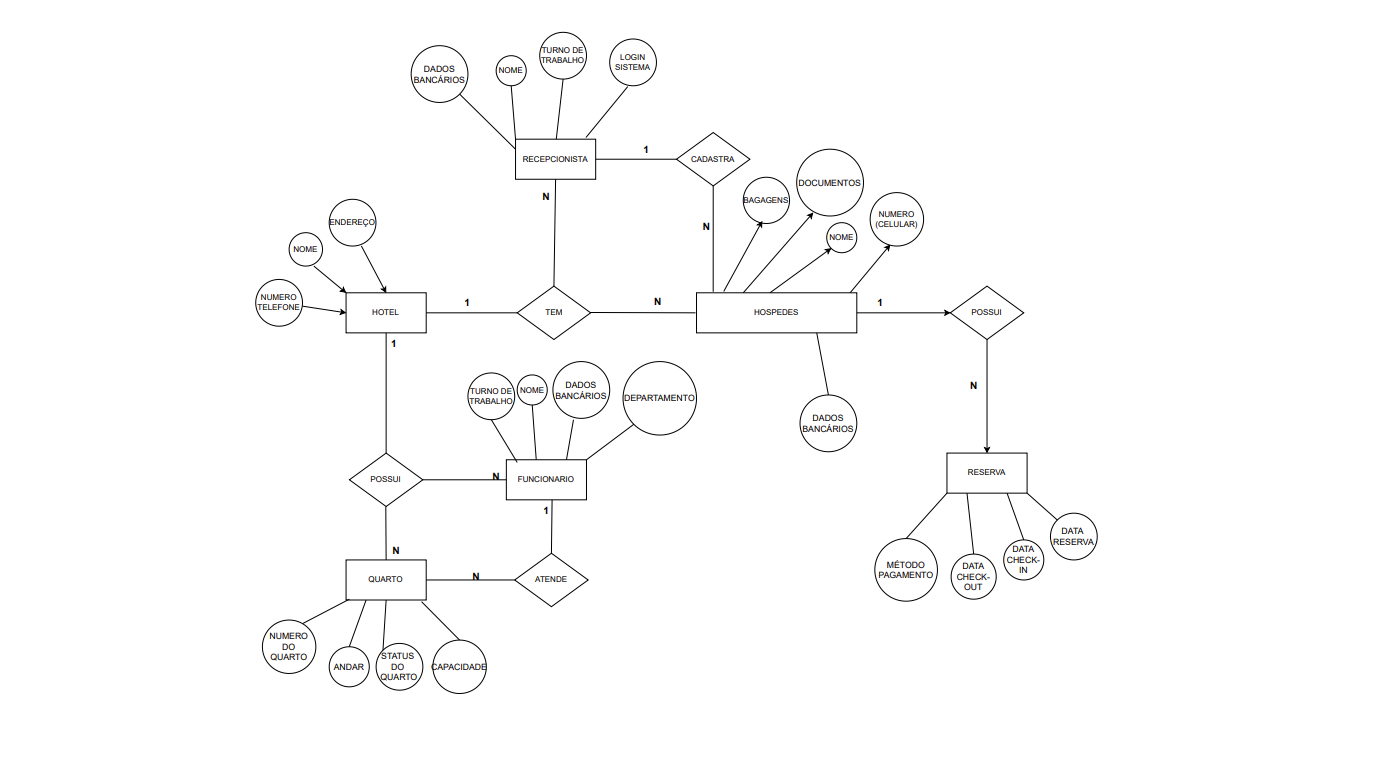 TURNO DE
TRABALHO
LOGIN
SISTEMA
DADOS
BANCÁRIOS
NOME
RECEPCIONISTA
1
CADASTRA
N
BAGAGENS
DOCUMENTOS
NUMERO
(CELULAR)
NOME
N
ENDEREÇO
NOME
NUMERO
TELEFONE
HOTEL
1
TEM
N
HOSPEDES
1
POSSUI
1
N
TURNO DE
TRABALHO
NOME
DADOS
BANCÁRIOS
DEPARTAMENTO
DADOS
BANCÁRIOS
POSSUI
N
FUNCIONARIO
RESERVA
1
N
QUARTO
N
ATENDE
MÉTODO
PAGAMENTO
DATA
CHECK-
OUT
DATA
CHECK-
IN
DATA
RESERVA
NUMERO
DO
QUARTO
ANDAR
STATUS
DO
QUARTO
CAPACIDADE